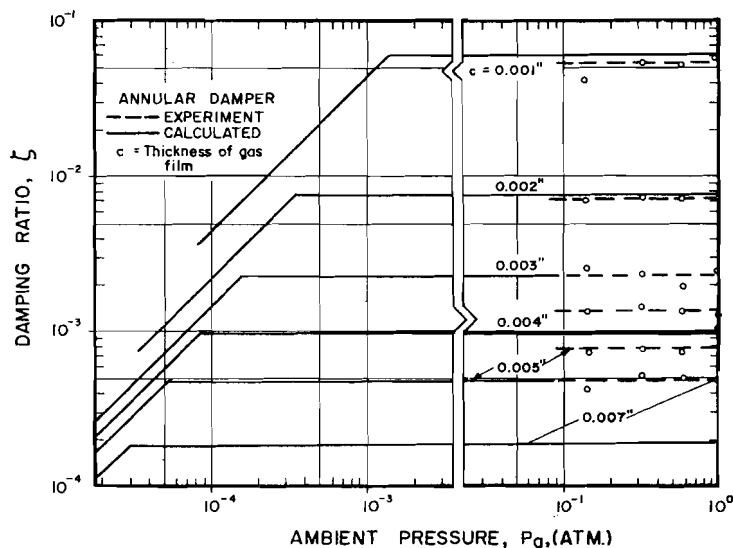 10⁻¹
10⁻²
10⁻³
10⁻⁴
DAMPING RATIO, ζ
ANNULAR DAMPER
EXPERIMENT
CALCULATED
c = Thickness of gas
film
c = 0.001"
0.002"
0.003"
0.004"
0.005"
0.007"
10⁻⁴
10⁻³
10⁻¹
10⁰
AMBIENT PRESSURE, Pₐ,(ATM.)